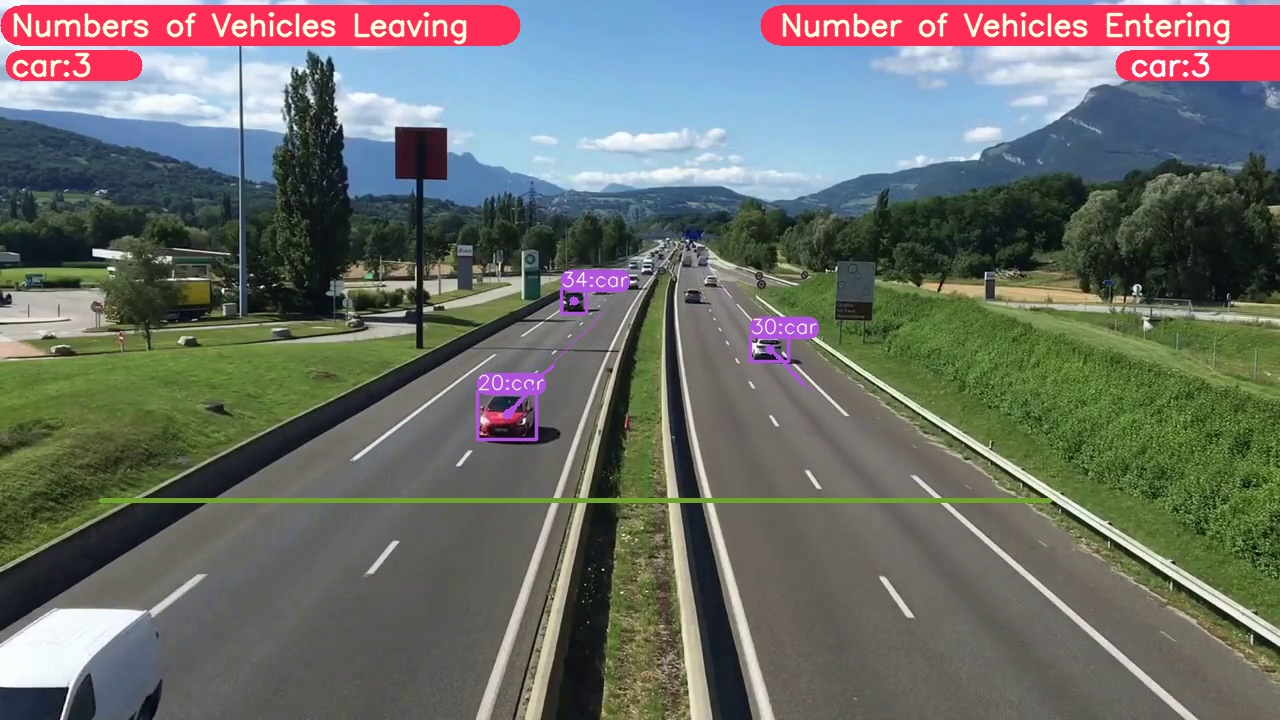 Numbers of Vehicles Leaving
Number of Vehicles Entering
car:3
car:3
34:car
30:car
20:car